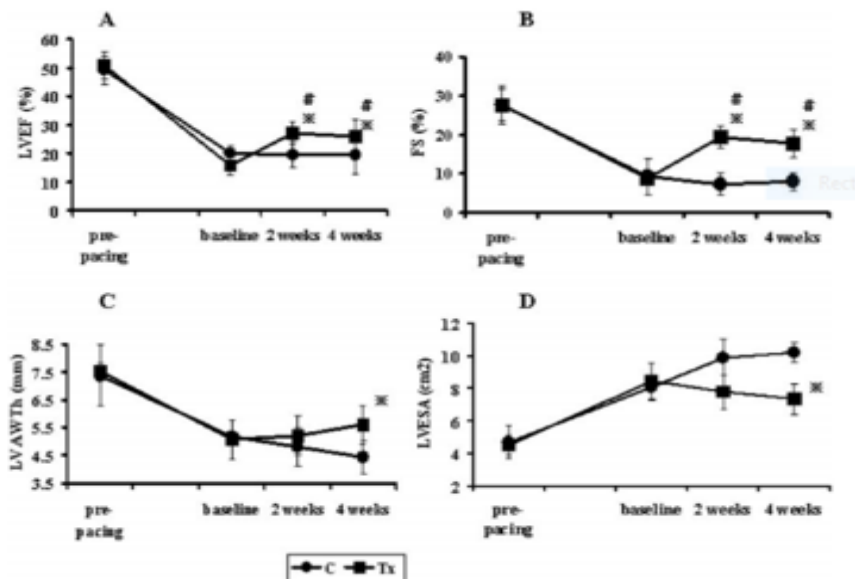 A
B
LVEF (%)
60
50
40
30
20
10
0
#
※
#
※
pre-
pacing
baseline
2 weeks
4 weeks
FS (%)
40
30
20
10
0
#
※
#
※
pre-
pacing
baseline
2 weeks
4 weeks
Rect
C
D
LVAWTh (mm)
8.5
7.5
6.5
5.5
4.5
3.5
※
pre-
pacing
baseline
2 weeks
4 weeks
LVESA (cm2)
12
10
8
6
4
2
※
pre-
pacing
baseline
2 weeks
4 weeks
C Tx